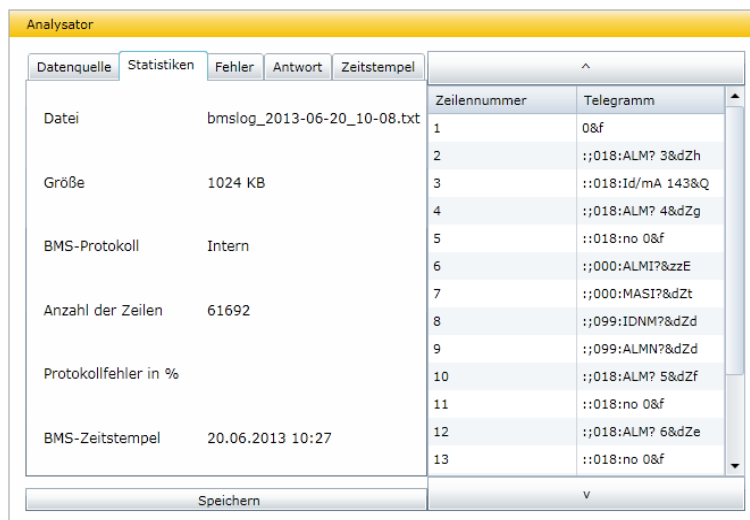 Analysator
Datenquelle Statistiken Fehler Antwort Zeitstempel
Datei bmslog_2013-06-20_10-08.txt
Größe 1024 KB
BMS-Protokoll Intern
Anzahl der Zeilen 61692
Protokollfehler in %
BMS-Zeitstempel 20.06.2013 10:27
Speichern
^
Zeilennummer Telegramm
1 0&f
2 :;018:ALM? 3&dZh
3 ::018:Id/mA 143&Q
4 :;018:ALM? 4&dZg
5 ::018:no 0&f
6 :;000:ALMI?&zzE
7 :;000:MASI?&dZt
8 :;099:IDNM?&dZd
9 :;099:ALMN?&dZd
10 :;018:ALM? 5&dZf
11 ::018:no 0&f
12 :;018:ALM? 6&dZe
13 ::018:no 0&f
v